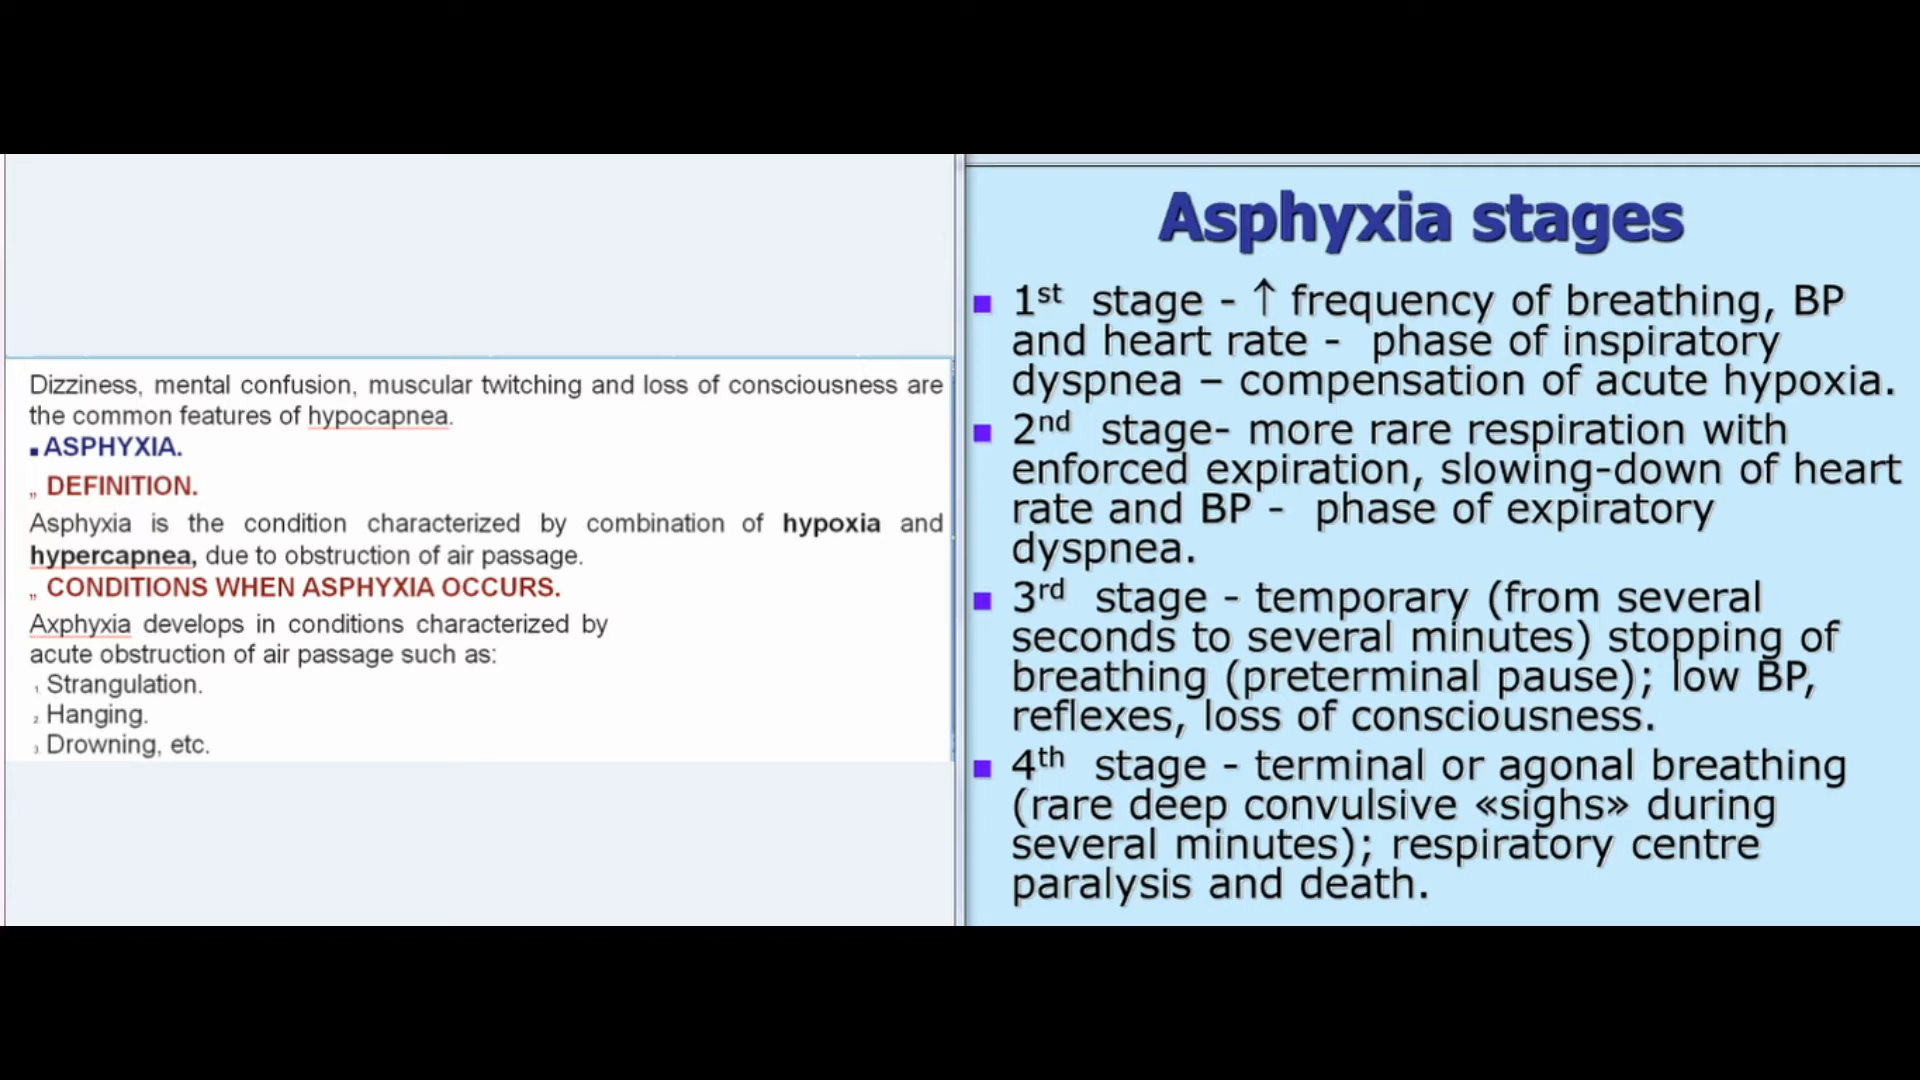 Dizziness, mental confusion, muscular twitching and loss of consciousness are
the common features of hypocapnea.
▪ ASPHYXIA.
„ DEFINITION.
Asphyxia is the condition characterized by combination of hypoxia and
hypercapnea, due to obstruction of air passage.
„ CONDITIONS WHEN ASPHYXIA OCCURS.
Axphyxia develops in conditions characterized by
acute obstruction of air passage such as:
1. Strangulation.
2. Hanging.
3. Drowning, etc.
Asphyxia stages
■ 1st stage - ↑ frequency of breathing, BP
and heart rate - phase of inspiratory
dyspnea – compensation of acute hypoxia.
■ 2nd stage- more rare respiration with
enforced expiration, slowing-down of heart
rate and BP - phase of expiratory
dyspnea.
■ 3rd stage - temporary (from several
seconds to several minutes) stopping of
breathing (preterminal pause); low BP,
reflexes, loss of consciousness.
■ 4th stage - terminal or agonal breathing
(rare deep convulsive «sighs» during
several minutes); respiratory centre
paralysis and death.